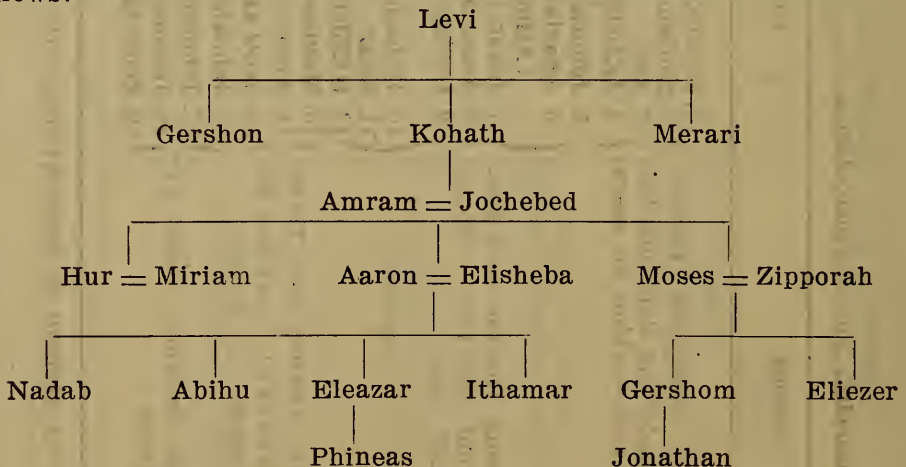 Levi
Gershon Kohath Merari
Amram = Jochebed
Hur = Miriam Aaron = Elisheba Moses = Zipporah
Nadab Abihu Eleazar Ithamar Gershom Eliezer
Phineas Jonathan